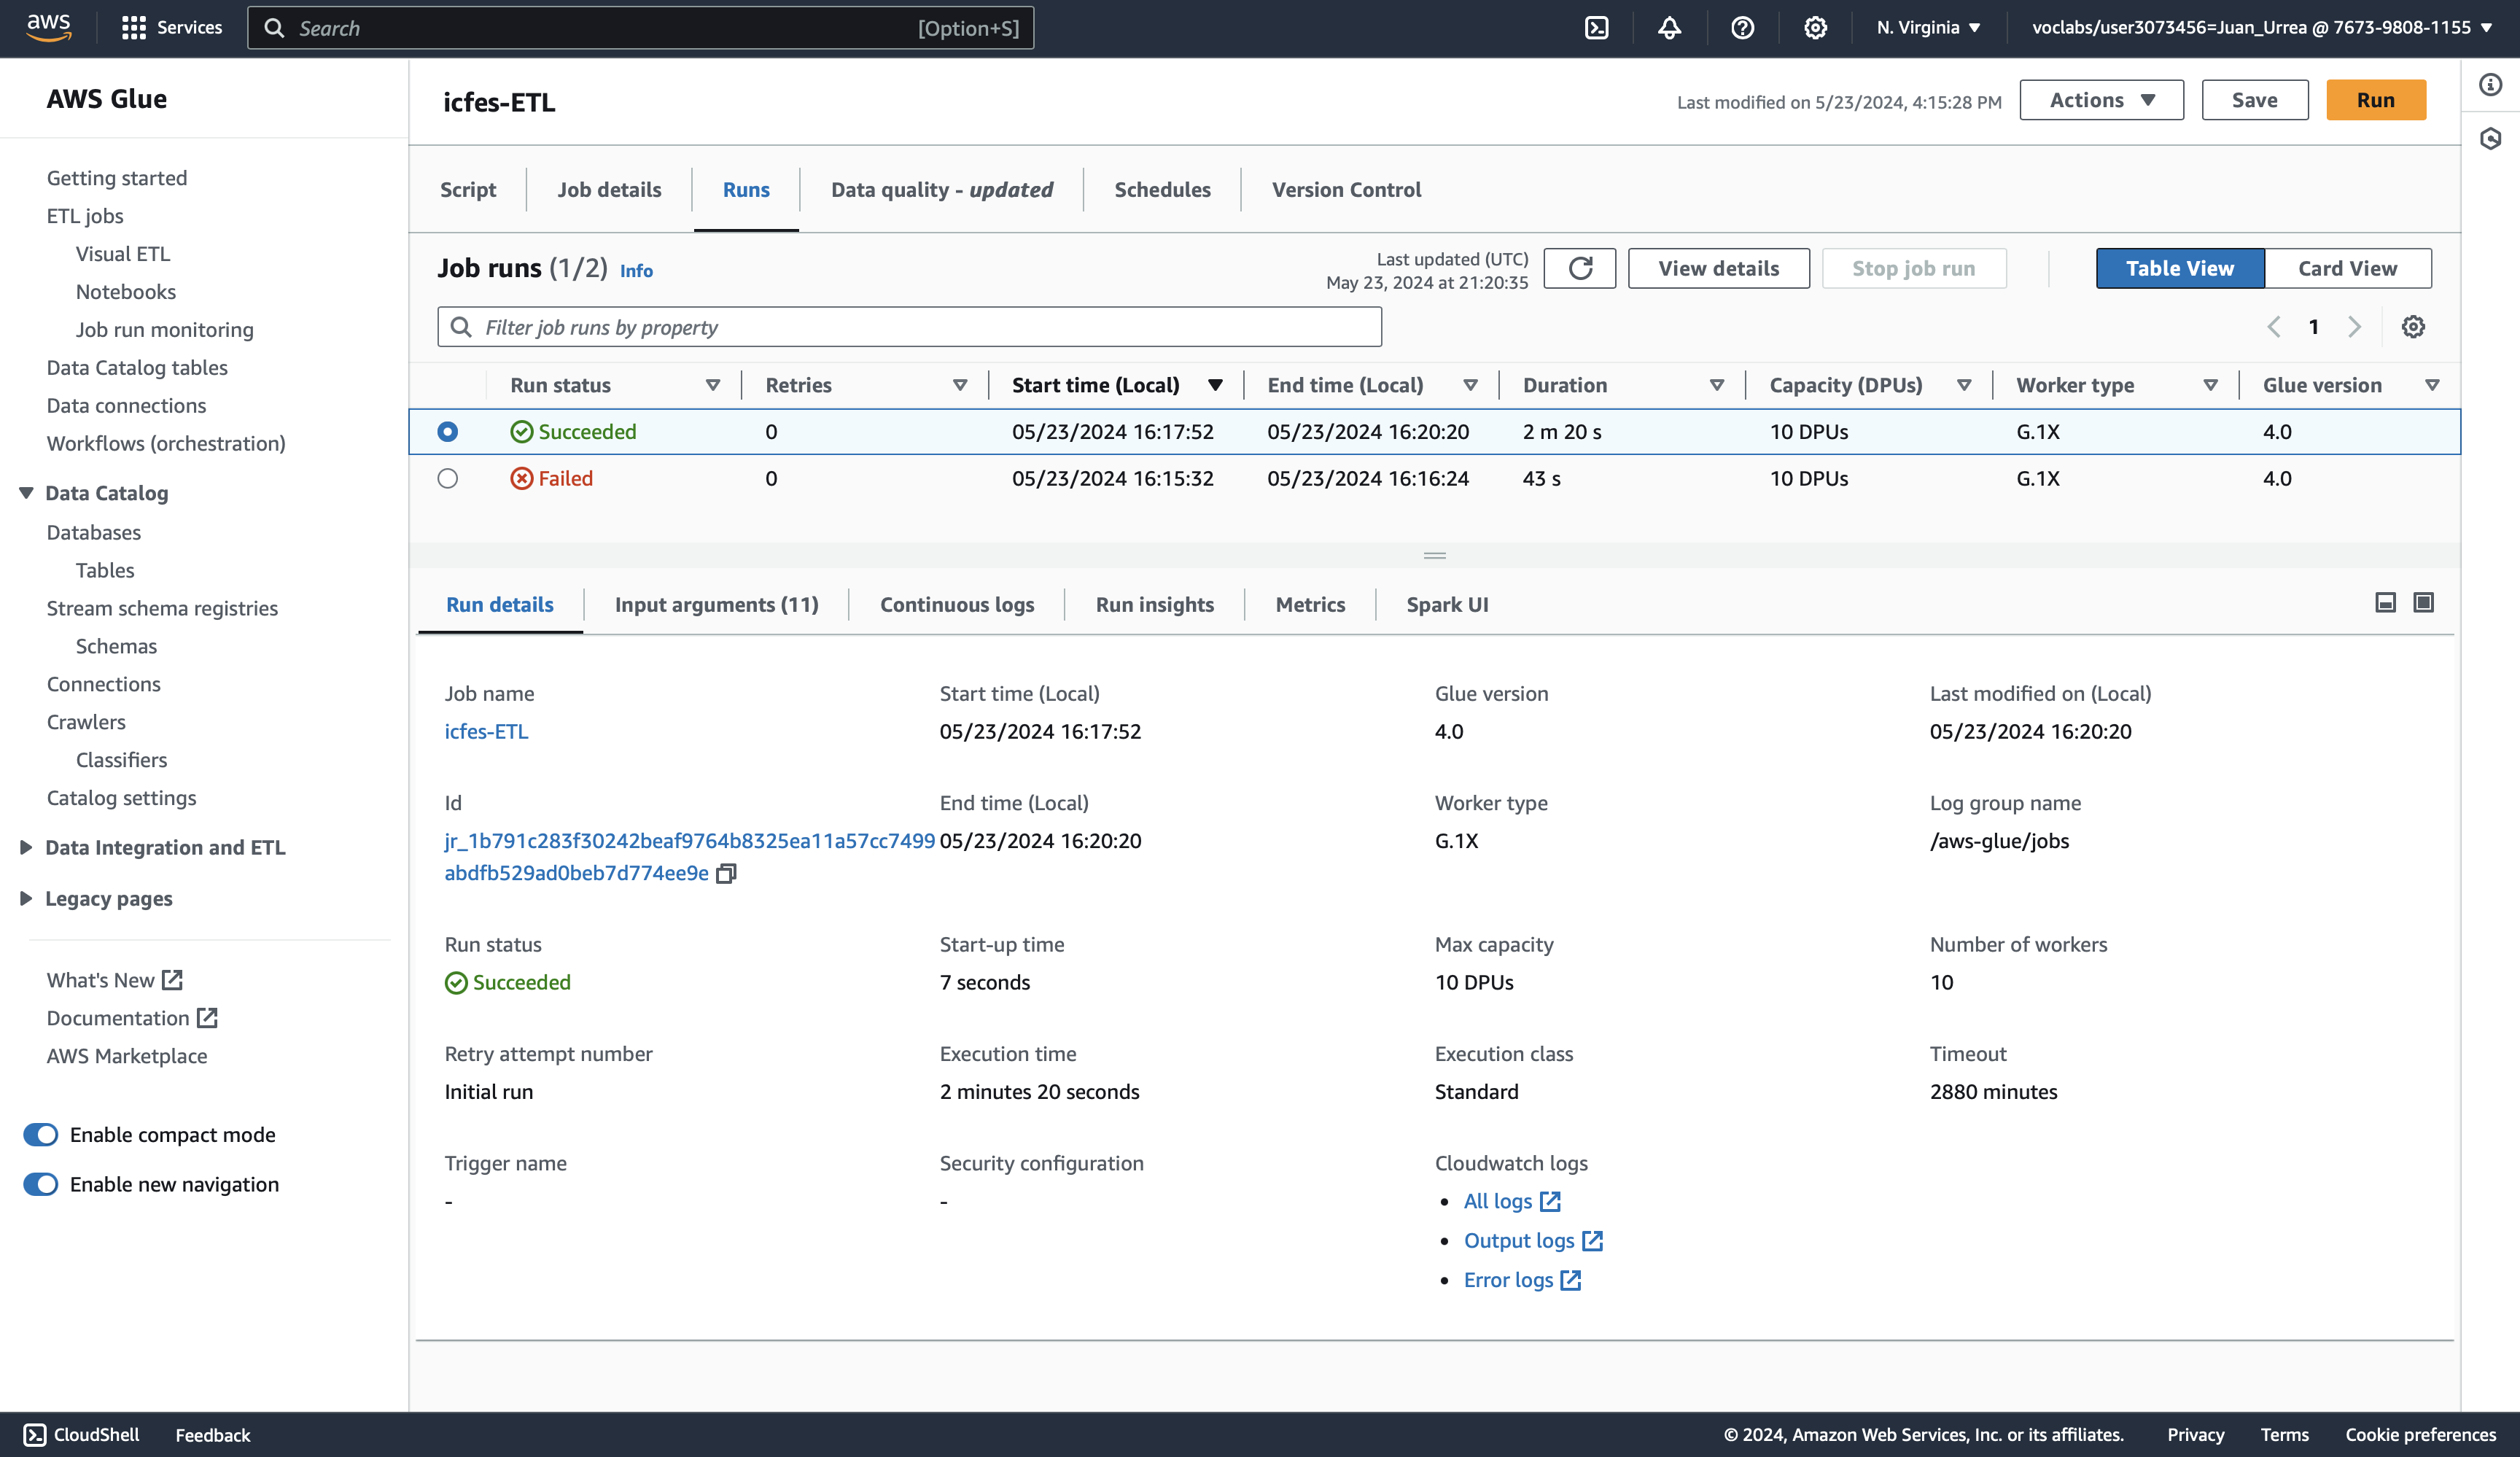 aws
Services
Search [Option+S]
N. Virginia
voclabs/user3073456=Juan_Urrea @ 7673-9808-1155
AWS Glue
Getting started
ETL jobs
Visual ETL
Notebooks
Job run monitoring
Data Catalog tables
Data connections
Workflows (orchestration)
Data Catalog
Databases
Tables
Stream schema registries
Schemas
Connections
Crawlers
Classifiers
Catalog settings
Data Integration and ETL
Legacy pages
What's New
Documentation
AWS Marketplace
Enable compact mode
Enable new navigation
icfes-ETL
Last modified on 5/23/2024, 4:15:28 PM
Actions
Save
Run
Script
Job details
Runs
Data quality - updated
Schedules
Version Control
Job runs (1/2) Info
Last updated (UTC)
May 23, 2024 at 21:20:35
View details
Stop job run
Table View
Card View
Filter job runs by property
1
Run status Retries Start time (Local) End time (Local) Duration Capacity (DPUs) Worker type Glue version
Succeeded 0 05/23/2024 16:17:52 05/23/2024 16:20:20 2 m 20 s 10 DPUs G.1X 4.0
Failed 0 05/23/2024 16:15:32 05/23/2024 16:16:24 43 s 10 DPUs G.1X 4.0
Run details
Input arguments (11)
Continuous logs
Run insights
Metrics
Spark UI
Job name Start time (Local) Glue version Last modified on (Local)
icfes-ETL 05/23/2024 16:17:52 4.0 05/23/2024 16:20:20
Id End time (Local) Worker type Log group name
jr_1b791c283f30242beaf9764b8325ea11a57cc7499 05/23/2024 16:20:20 G.1X /aws-glue/jobs
abdfb529ad0beb7d774ee9e
Run status Start-up time Max capacity Number of workers
Succeeded 7 seconds 10 DPUs 10
Retry attempt number Execution time Execution class Timeout
Initial run 2 minutes 20 seconds Standard 2880 minutes
Trigger name Security configuration Cloudwatch logs
- - All logs
Output logs
Error logs
CloudShell
Feedback
© 2024, Amazon Web Services, Inc. or its affiliates.
Privacy
Terms
Cookie preferences